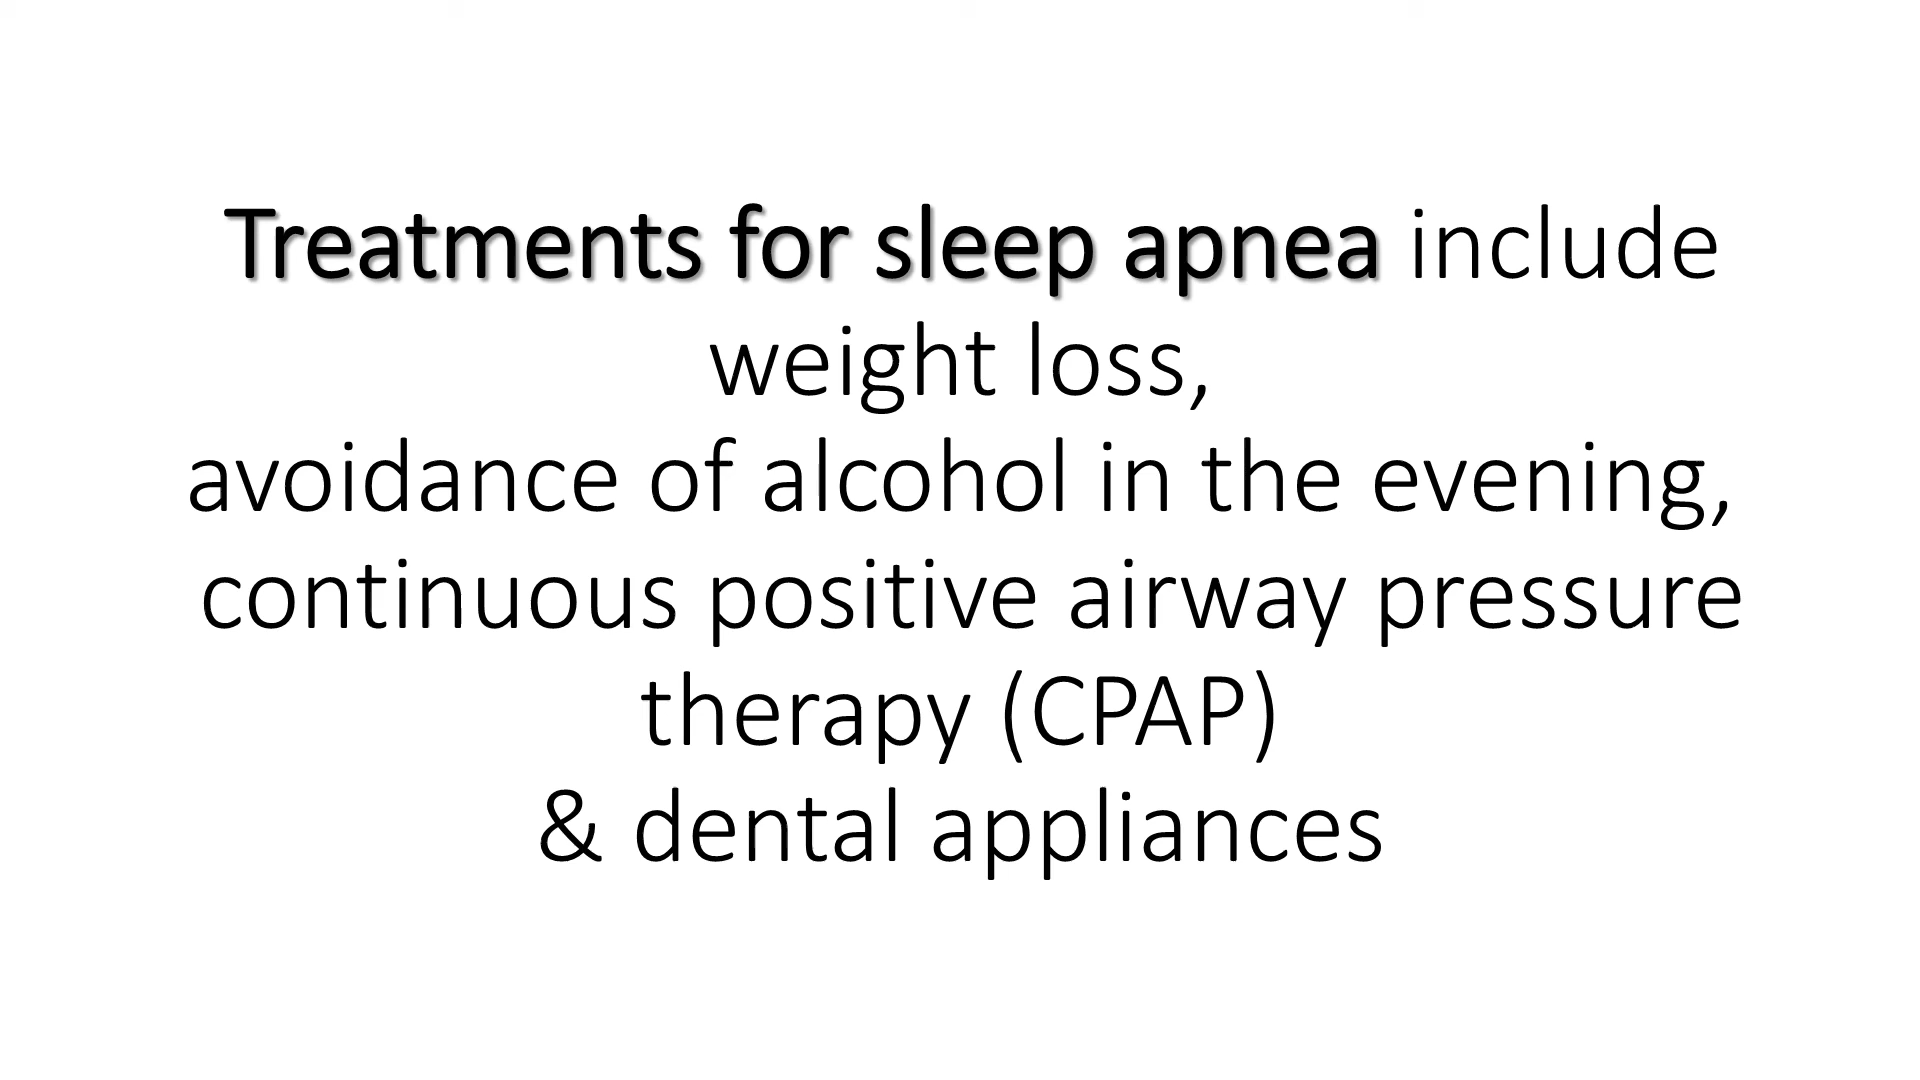 Treatments for sleep apnea include
weight loss,
avoidance of alcohol in the evening,
continuous positive airway pressure
therapy (CPAP)
& dental appliances